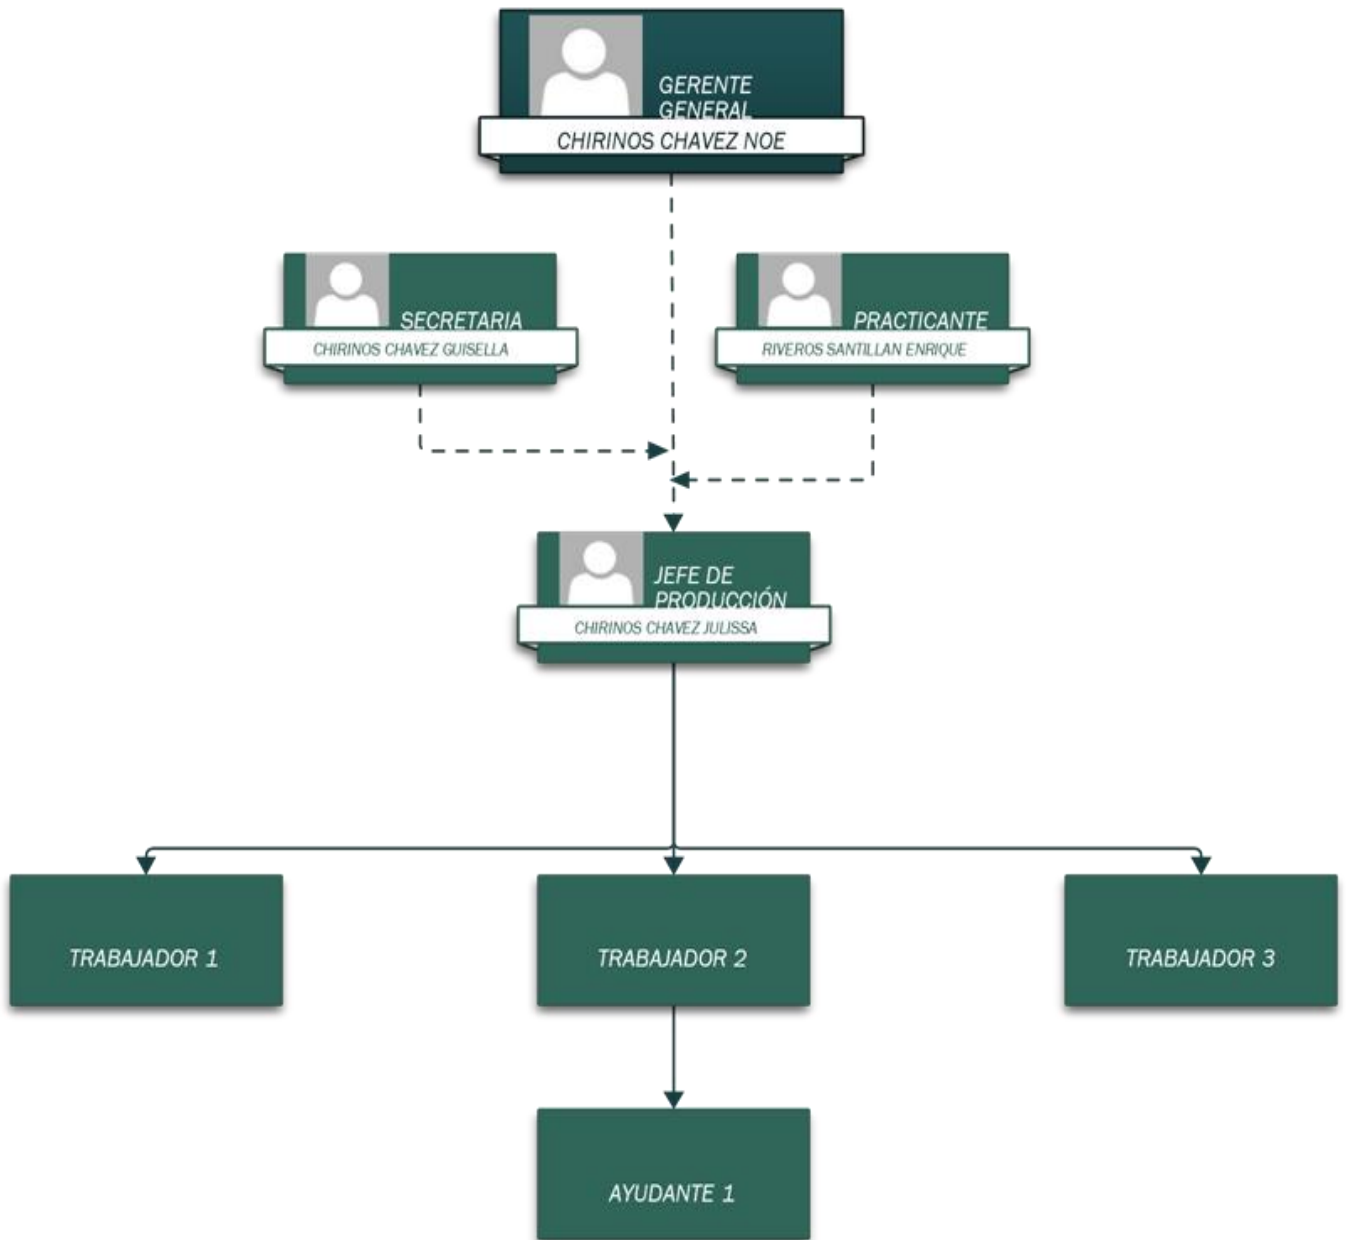 GERENTE
GENERAL
CHIRINOS CHAVEZ NOE
SECRETARIA
CHIRINOS CHAVEZ GUISELLA
PRACTICANTE
RIVEROS SANTILLAN ENRIQUE
JEFE DE
PRODUCCIÓN
CHIRINOS CHAVEZ JULISSA
TRABAJADOR 1
TRABAJADOR 2
TRABAJADOR 3
AYUDANTE 1